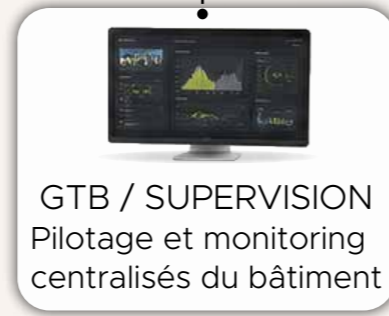 GTB / SUPERVISION
Pilotage et monitoring
centralisés du bâtiment